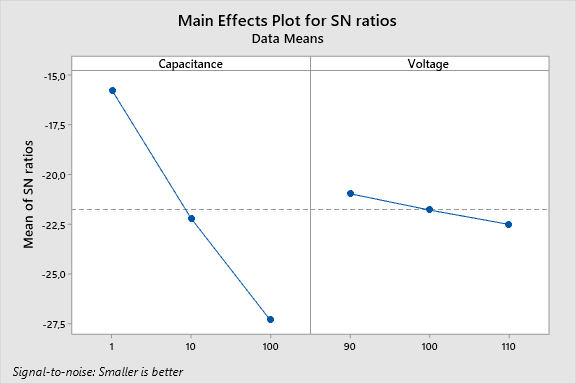 Main Effects Plot for SN ratios
Data Means
Capacitance Voltage
-15,0
-17,5
-20,0
-22,5
-25,0
-27,5
Mean of SN ratios
1 10 100 90 100 110
Signal-to-noise: Smaller is better